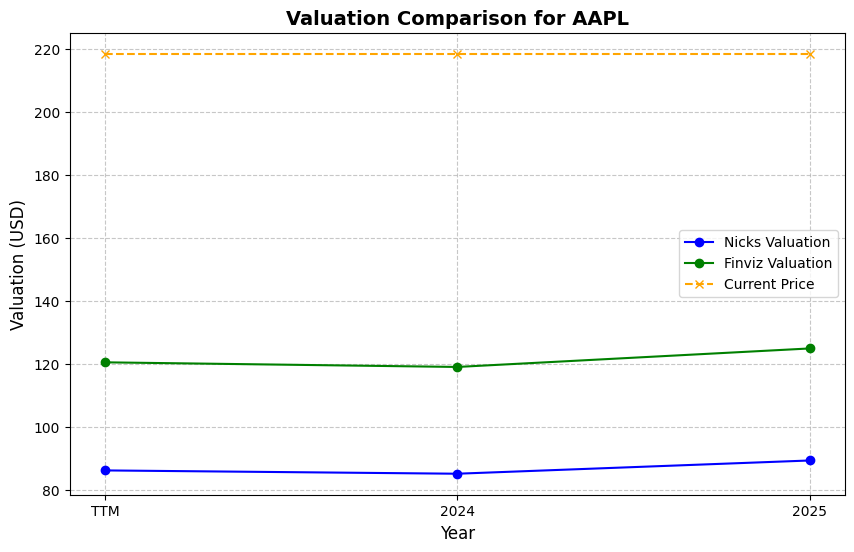 Valuation Comparison for AAPL
Valuation (USD)
220
200
180
160
140
120
100
80
Nicks Valuation
Finviz Valuation
Current Price
TTM 2024 2025
Year